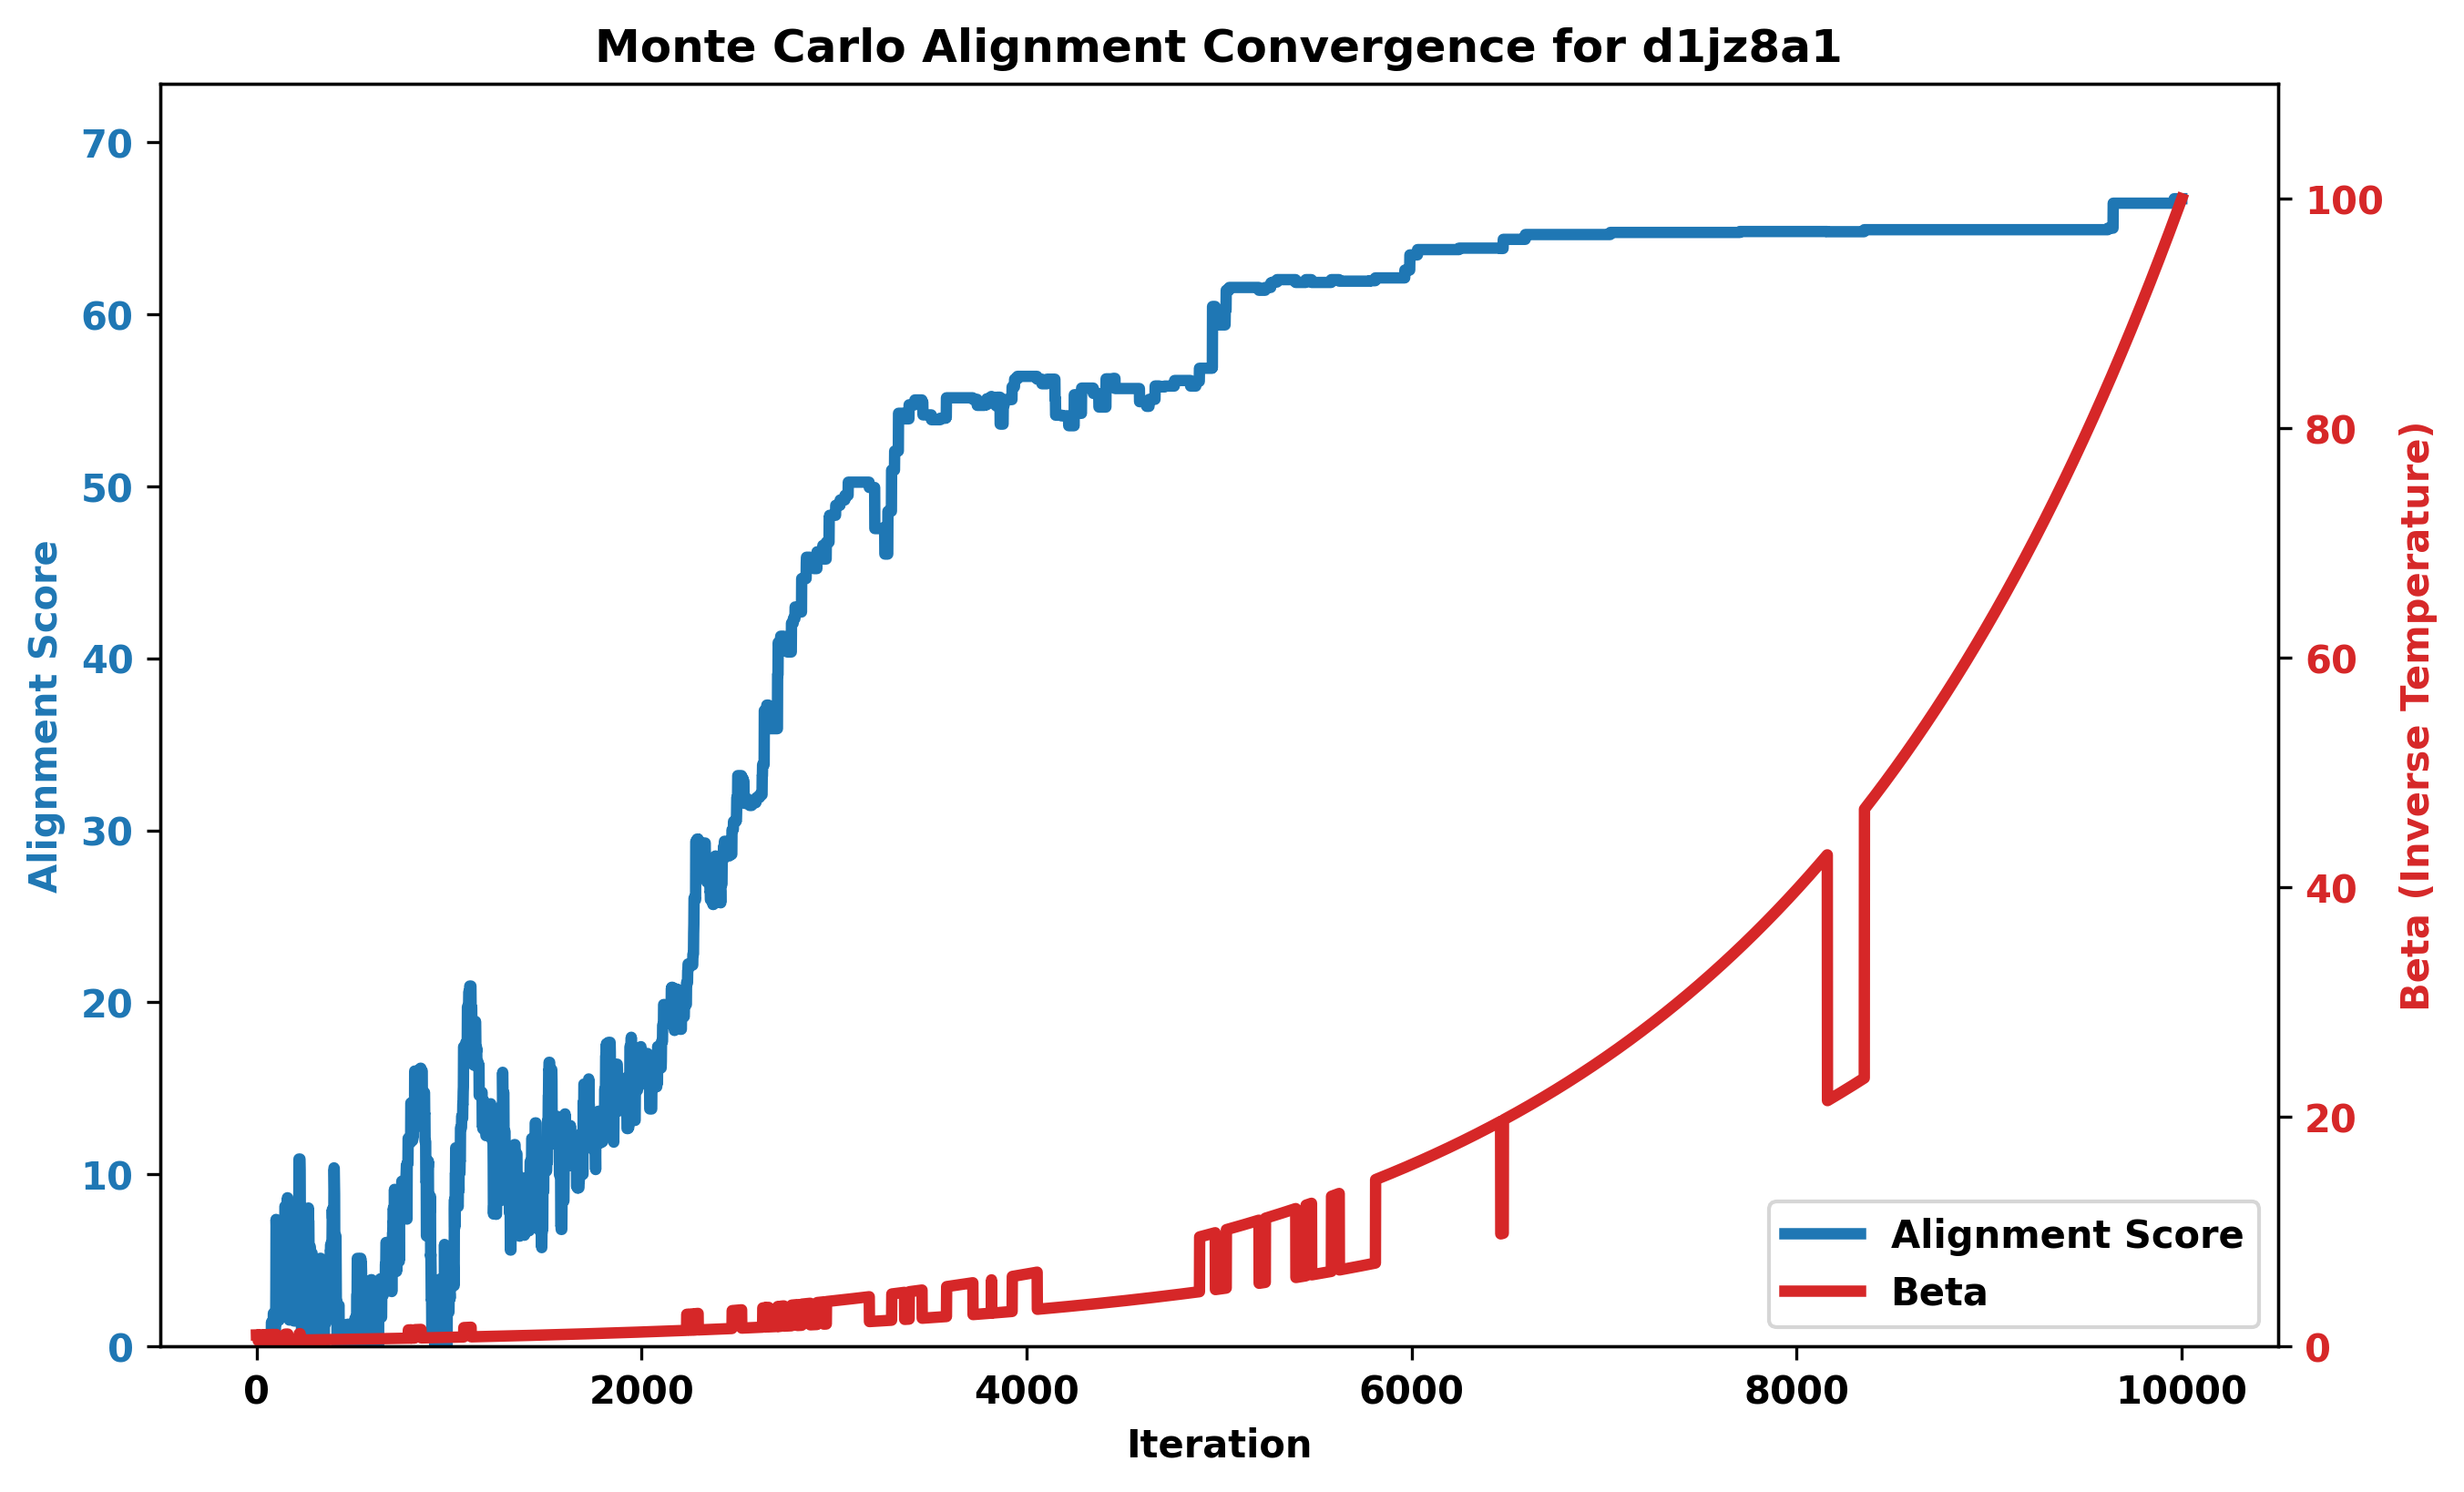 Monte Carlo Alignment Convergence for d1jz8a1
Alignment Score
70
60
50
40
30
20
10
0
100
80
60
40
20
0
Beta (Inverse Temperature)
Alignment Score
Beta
0 2000 4000 6000 8000 10000
Iteration